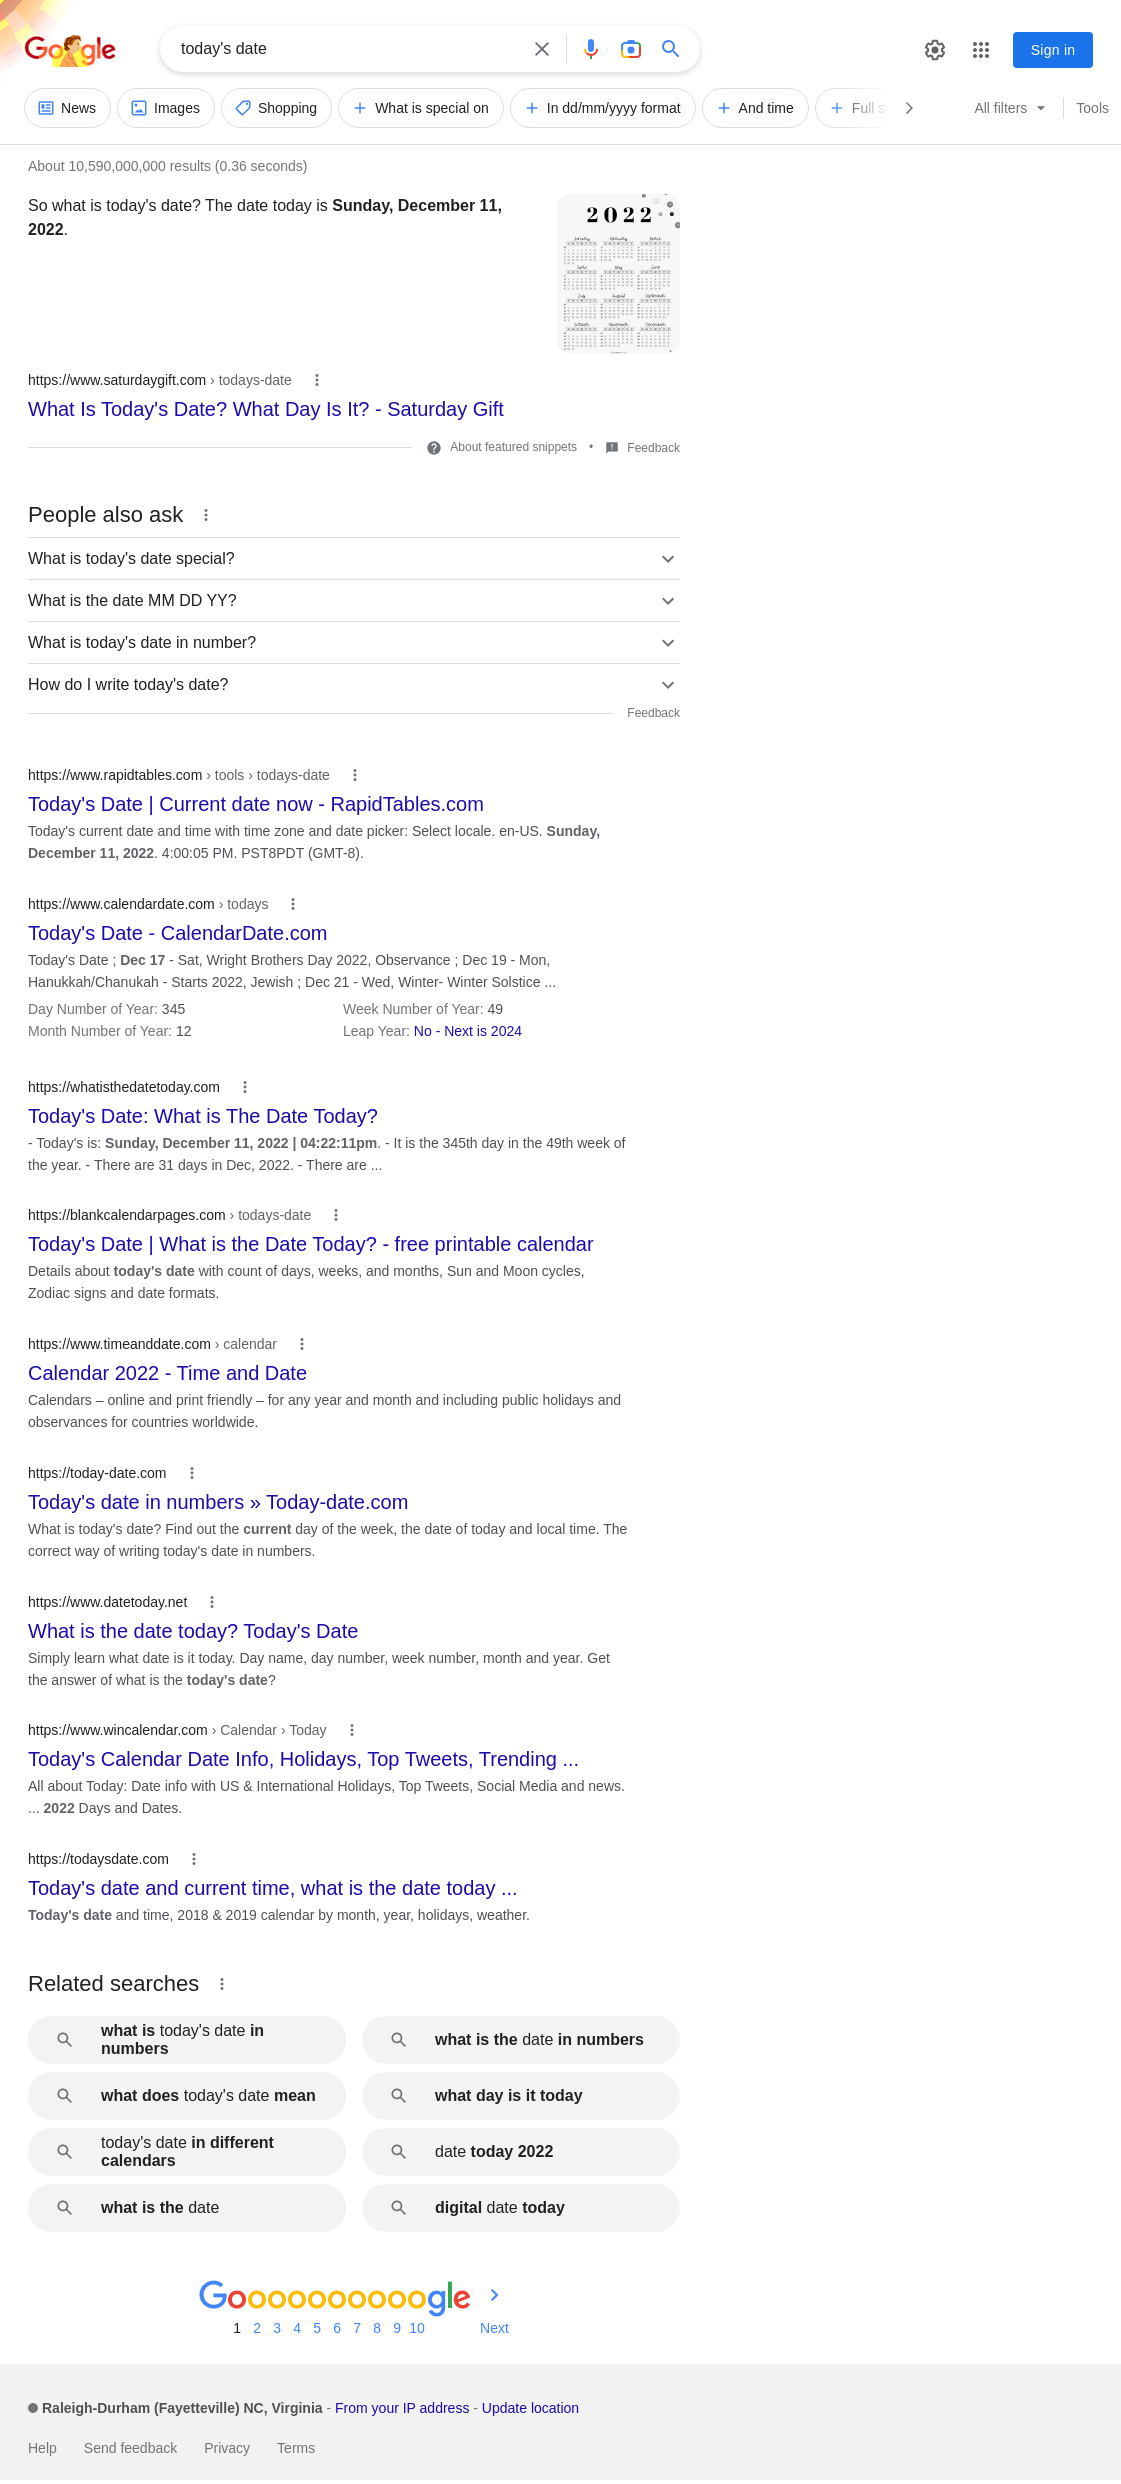 Google
today's date
Sign in
News
Images
Shopping
What is special on
In dd/mm/yyyy format
And time
Full
All filters
Tools
About 10,590,000,000 results (0.36 seconds)
So what is today's date? The date today is Sunday, December 11,
2022.
2022
https://www.saturdaygift.com › todays-date
What Is Today's Date? What Day Is It? - Saturday Gift
About featured snippets • Feedback
People also ask
What is today's date special?
What is the date MM DD YY?
What is today's date in number?
How do I write today's date?
Feedback
https://www.rapidtables.com › tools › todays-date
Today's Date | Current date now - RapidTables.com
Today's current date and time with time zone and date picker: Select locale. en-US. Sunday,
December 11, 2022. 4:00:05 PM. PST8PDT (GMT-8).
https://www.calendardate.com › todays
Today's Date - CalendarDate.com
Today's Date ; Dec 17 - Sat, Wright Brothers Day 2022, Observance ; Dec 19 - Mon,
Hanukkah/Chanukah - Starts 2022, Jewish ; Dec 21 - Wed, Winter- Winter Solstice ...
Day Number of Year: 345
Week Number of Year: 49
Month Number of Year: 12
Leap Year: No - Next is 2024
https://whatisthedatetoday.com
Today's Date: What is The Date Today?
- Today's is: Sunday, December 11, 2022 | 04:22:11pm. - It is the 345th day in the 49th week of
the year. - There are 31 days in Dec, 2022. - There are ...
https://blankcalendarpages.com › todays-date
Today's Date | What is the Date Today? - free printable calendar
Details about today's date with count of days, weeks, and months, Sun and Moon cycles,
Zodiac signs and date formats.
https://www.timeanddate.com › calendar
Calendar 2022 - Time and Date
Calendars – online and print friendly – for any year and month and including public holidays and
observances for countries worldwide.
https://today-date.com
Today's date in numbers » Today-date.com
What is today's date? Find out the current day of the week, the date of today and local time. The
correct way of writing today's date in numbers.
https://www.datetoday.net
What is the date today? Today's Date
Simply learn what date is it today. Day name, day number, week number, month and year. Get
the answer of what is the today's date?
https://www.wincalendar.com › Calendar › Today
Today's Calendar Date Info, Holidays, Top Tweets, Trending ...
All about Today: Date info with US & International Holidays, Top Tweets, Social Media and news.
... 2022 Days and Dates.
https://todaysdate.com
Today's date and current time, what is the date today ...
Today's date and time, 2018 & 2019 calendar by month, year, holidays, weather.
Related searches
what is today's date in
numbers
what is the date in numbers
what does today's date mean
what day is it today
today's date in different
calendars
date today 2022
what is the date
digital date today
Goooooooooogle
1 2 3 4 5 6 7 8 9 10 Next
Raleigh-Durham (Fayetteville) NC, Virginia - From your IP address - Update location
Help Send feedback Privacy Terms